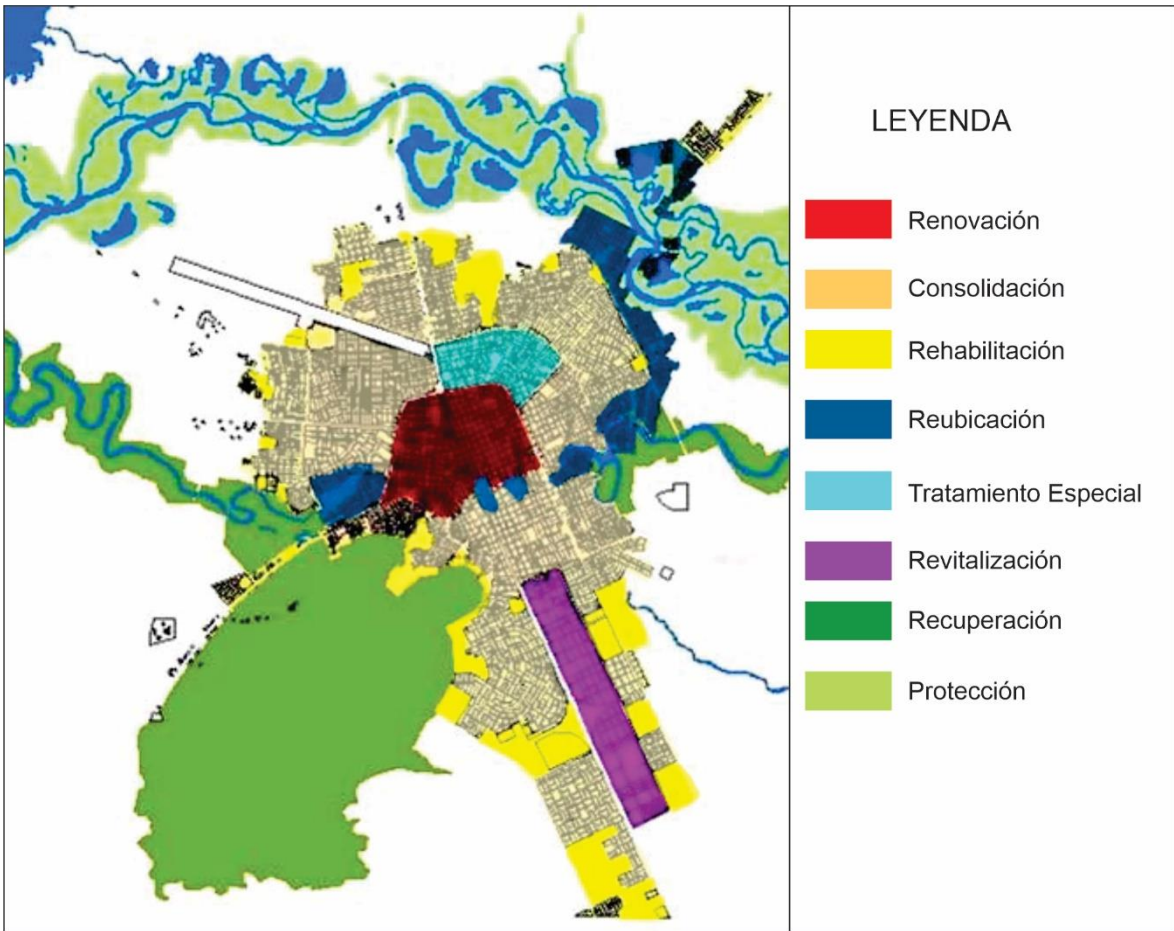 LEYENDA
Renovación
Consolidación
Rehabilitación
Reubicación
Tratamiento Especial
Revitalización
Recuperación
Protección